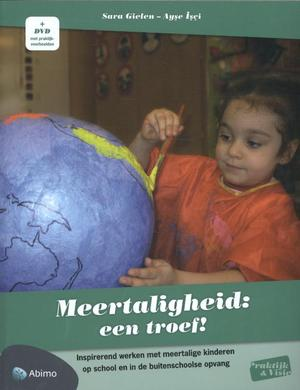 Sara Gielen – Ayşe İşçi
+
DVD
met praktijk-
voorbeelden
Meertaligheid:
een troef!
Inspirerend werken met meertalige kinderen
op school en in de buitenschoolse opvang
Abimo
Praktijk
& Visie